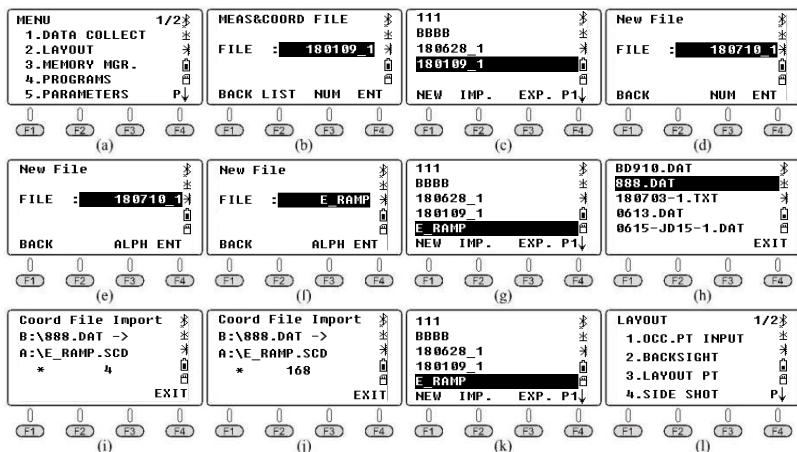 MENU 1/2
1.DATA COLLECT
2.LAYOUT
3.MEMORY MGR.
4.PROGRAMS
5.PARAMETERS P↓
F1 F2 F3 F4
(a)
MEAS&COORD FILE
FILE : 180109_1
BACK LIST NUM ENT
F1 F2 F3 F4
(b)
111
BBBB
180628_1
180109_1
NEW IMP. EXP. P1↓
F1 F2 F3 F4
(c)
New File
FILE : 180710_1
BACK NUM ENT
F1 F2 F3 F4
(d)
New File
FILE : 180710_1
BACK ALPH ENT
F1 F2 F3 F4
(e)
New File
FILE : E_RAMP
BACK ALPH ENT
F1 F2 F3 F4
(f)
111
BBBB
180628_1
180109_1
E_RAMP
NEW IMP. EXP. P1↓
F1 F2 F3 F4
(g)
BD910.DAT
888.DAT
180703-1.TXT
0613.DAT
0615-JD15-1.DAT
EXIT
F1 F2 F3 F4
(h)
Coord File Import
B:\888.DAT ->
A:\E_RAMP.SCD
* 4
EXIT
F1 F2 F3 F4
(i)
Coord File Import
B:\888.DAT ->
A:\E_RAMP.SCD
* 168
EXIT
F1 F2 F3 F4
(j)
111
BBBB
180628_1
180109_1
E_RAMP
NEW IMP. EXP. P1↓
F1 F2 F3 F4
(k)
LAYOUT 1/2
1.OCC.PT INPUT
2.BACKSIGHT
3.LAYOUT PT
4.SIDE SHOT P↓
F1 F2 F3 F4
(l)